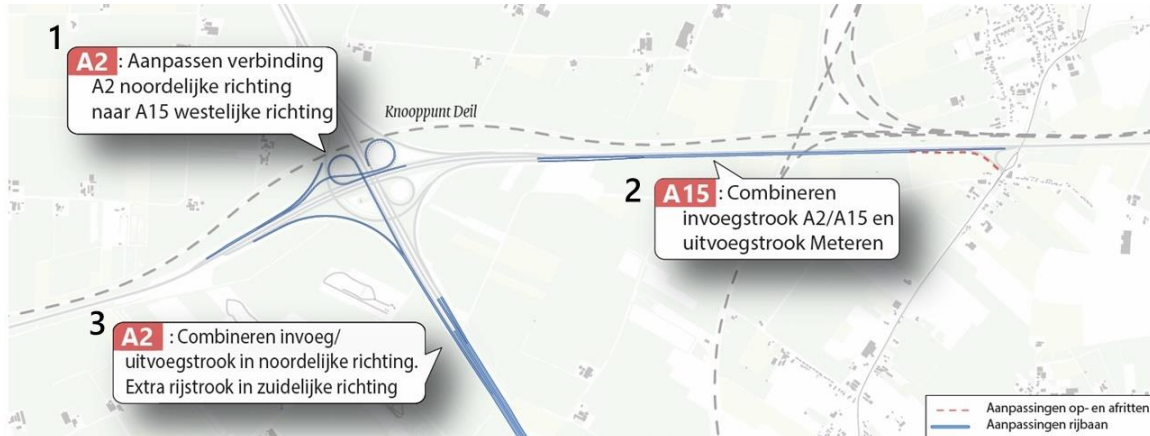 1
A2 : Aanpassen verbinding
A2 noordelijke richting
naar A15 westelijke richting
Knooppunt Deil
2
A15 : Combineren
invoegstrook A2/A15 en
uitvoegstrook Meteren
3
A2 : Combineren invoeg/
uitvoegstrook in noordelijke richting.
Extra rijstrook in zuidelijke richting
Aanpassingen op- en afritten
Aanpassingen rijbaan